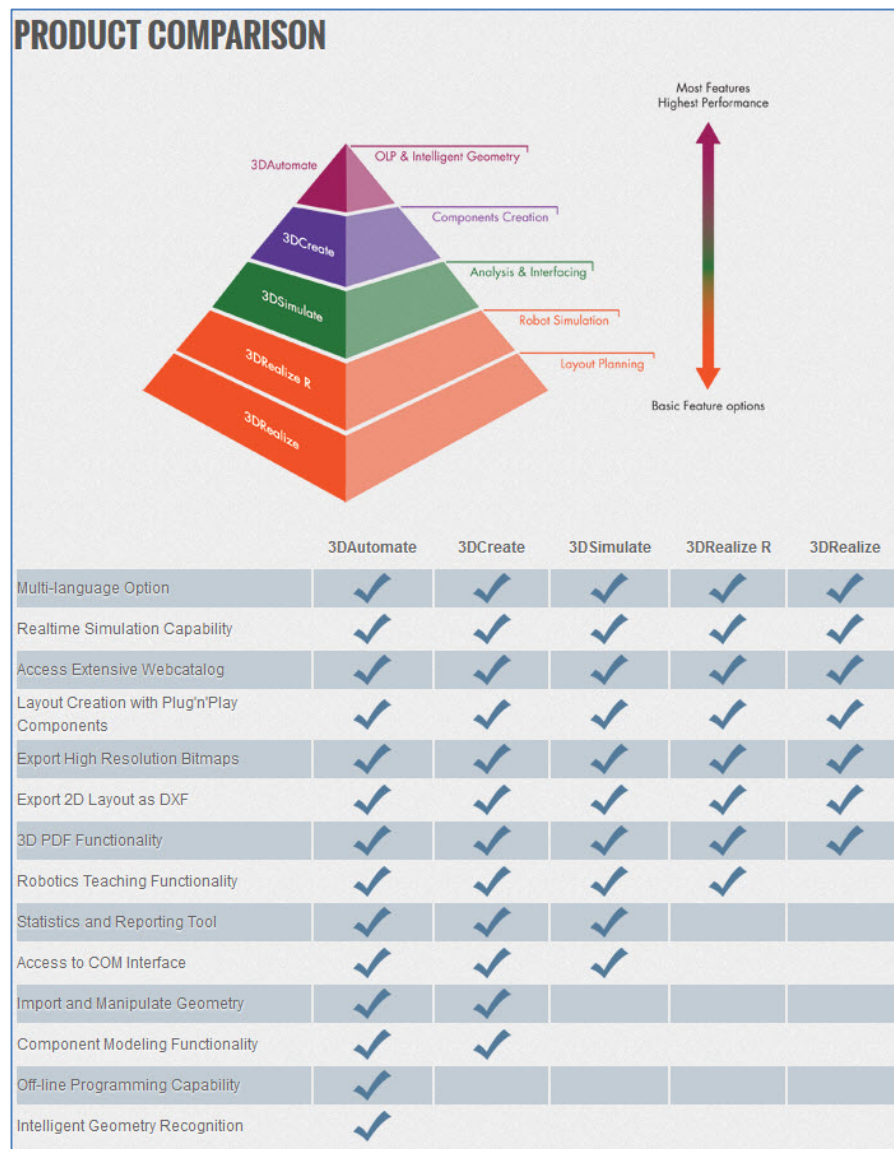 PRODUCT COMPARISON
Most Features
Highest Performance
3DAutomate
OLP & Intelligent Geometry
3DCreate
Components Creation
3DSimulate
Analysis & Interfacing
3DRealize R
Robot Simulation
3DRealize
Layout Planning
Basic Feature options
3DAutomate 3DCreate 3DSimulate 3DRealize R 3DRealize
Multi-language Option
Realtime Simulation Capability
Access Extensive Webcatalog
Layout Creation with Plug'n'Play
Components
Export High Resolution Bitmaps
Export 2D Layout as DXF
3D PDF Functionality
Robotics Teaching Functionality
Statistics and Reporting Tool
Access to COM Interface
Import and Manipulate Geometry
Component Modeling Functionality
Off-line Programming Capability
Intelligent Geometry Recognition